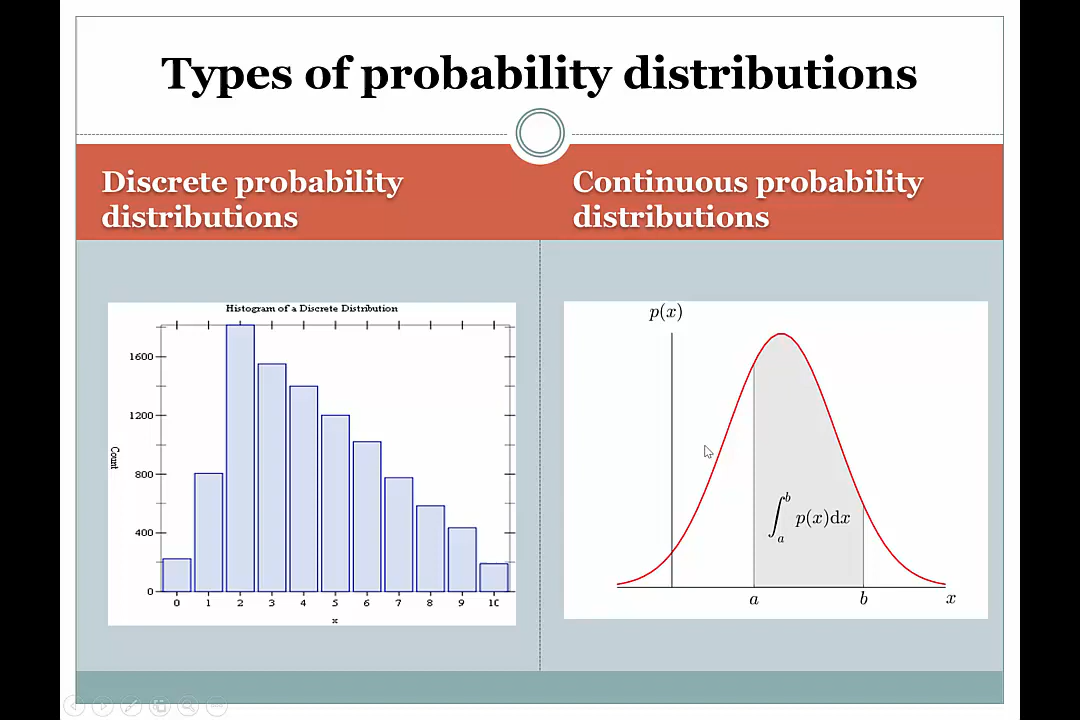 Types of probability distributions
Discrete probability
distributions
Continuous probability
distributions
Histogram of a Discrete Distribution
1600
1200
800
400
0
Count
0 1 2 3 4 5 6 7 8 9 10
x
p(x)
∫_a^b p(x)dx
a b x